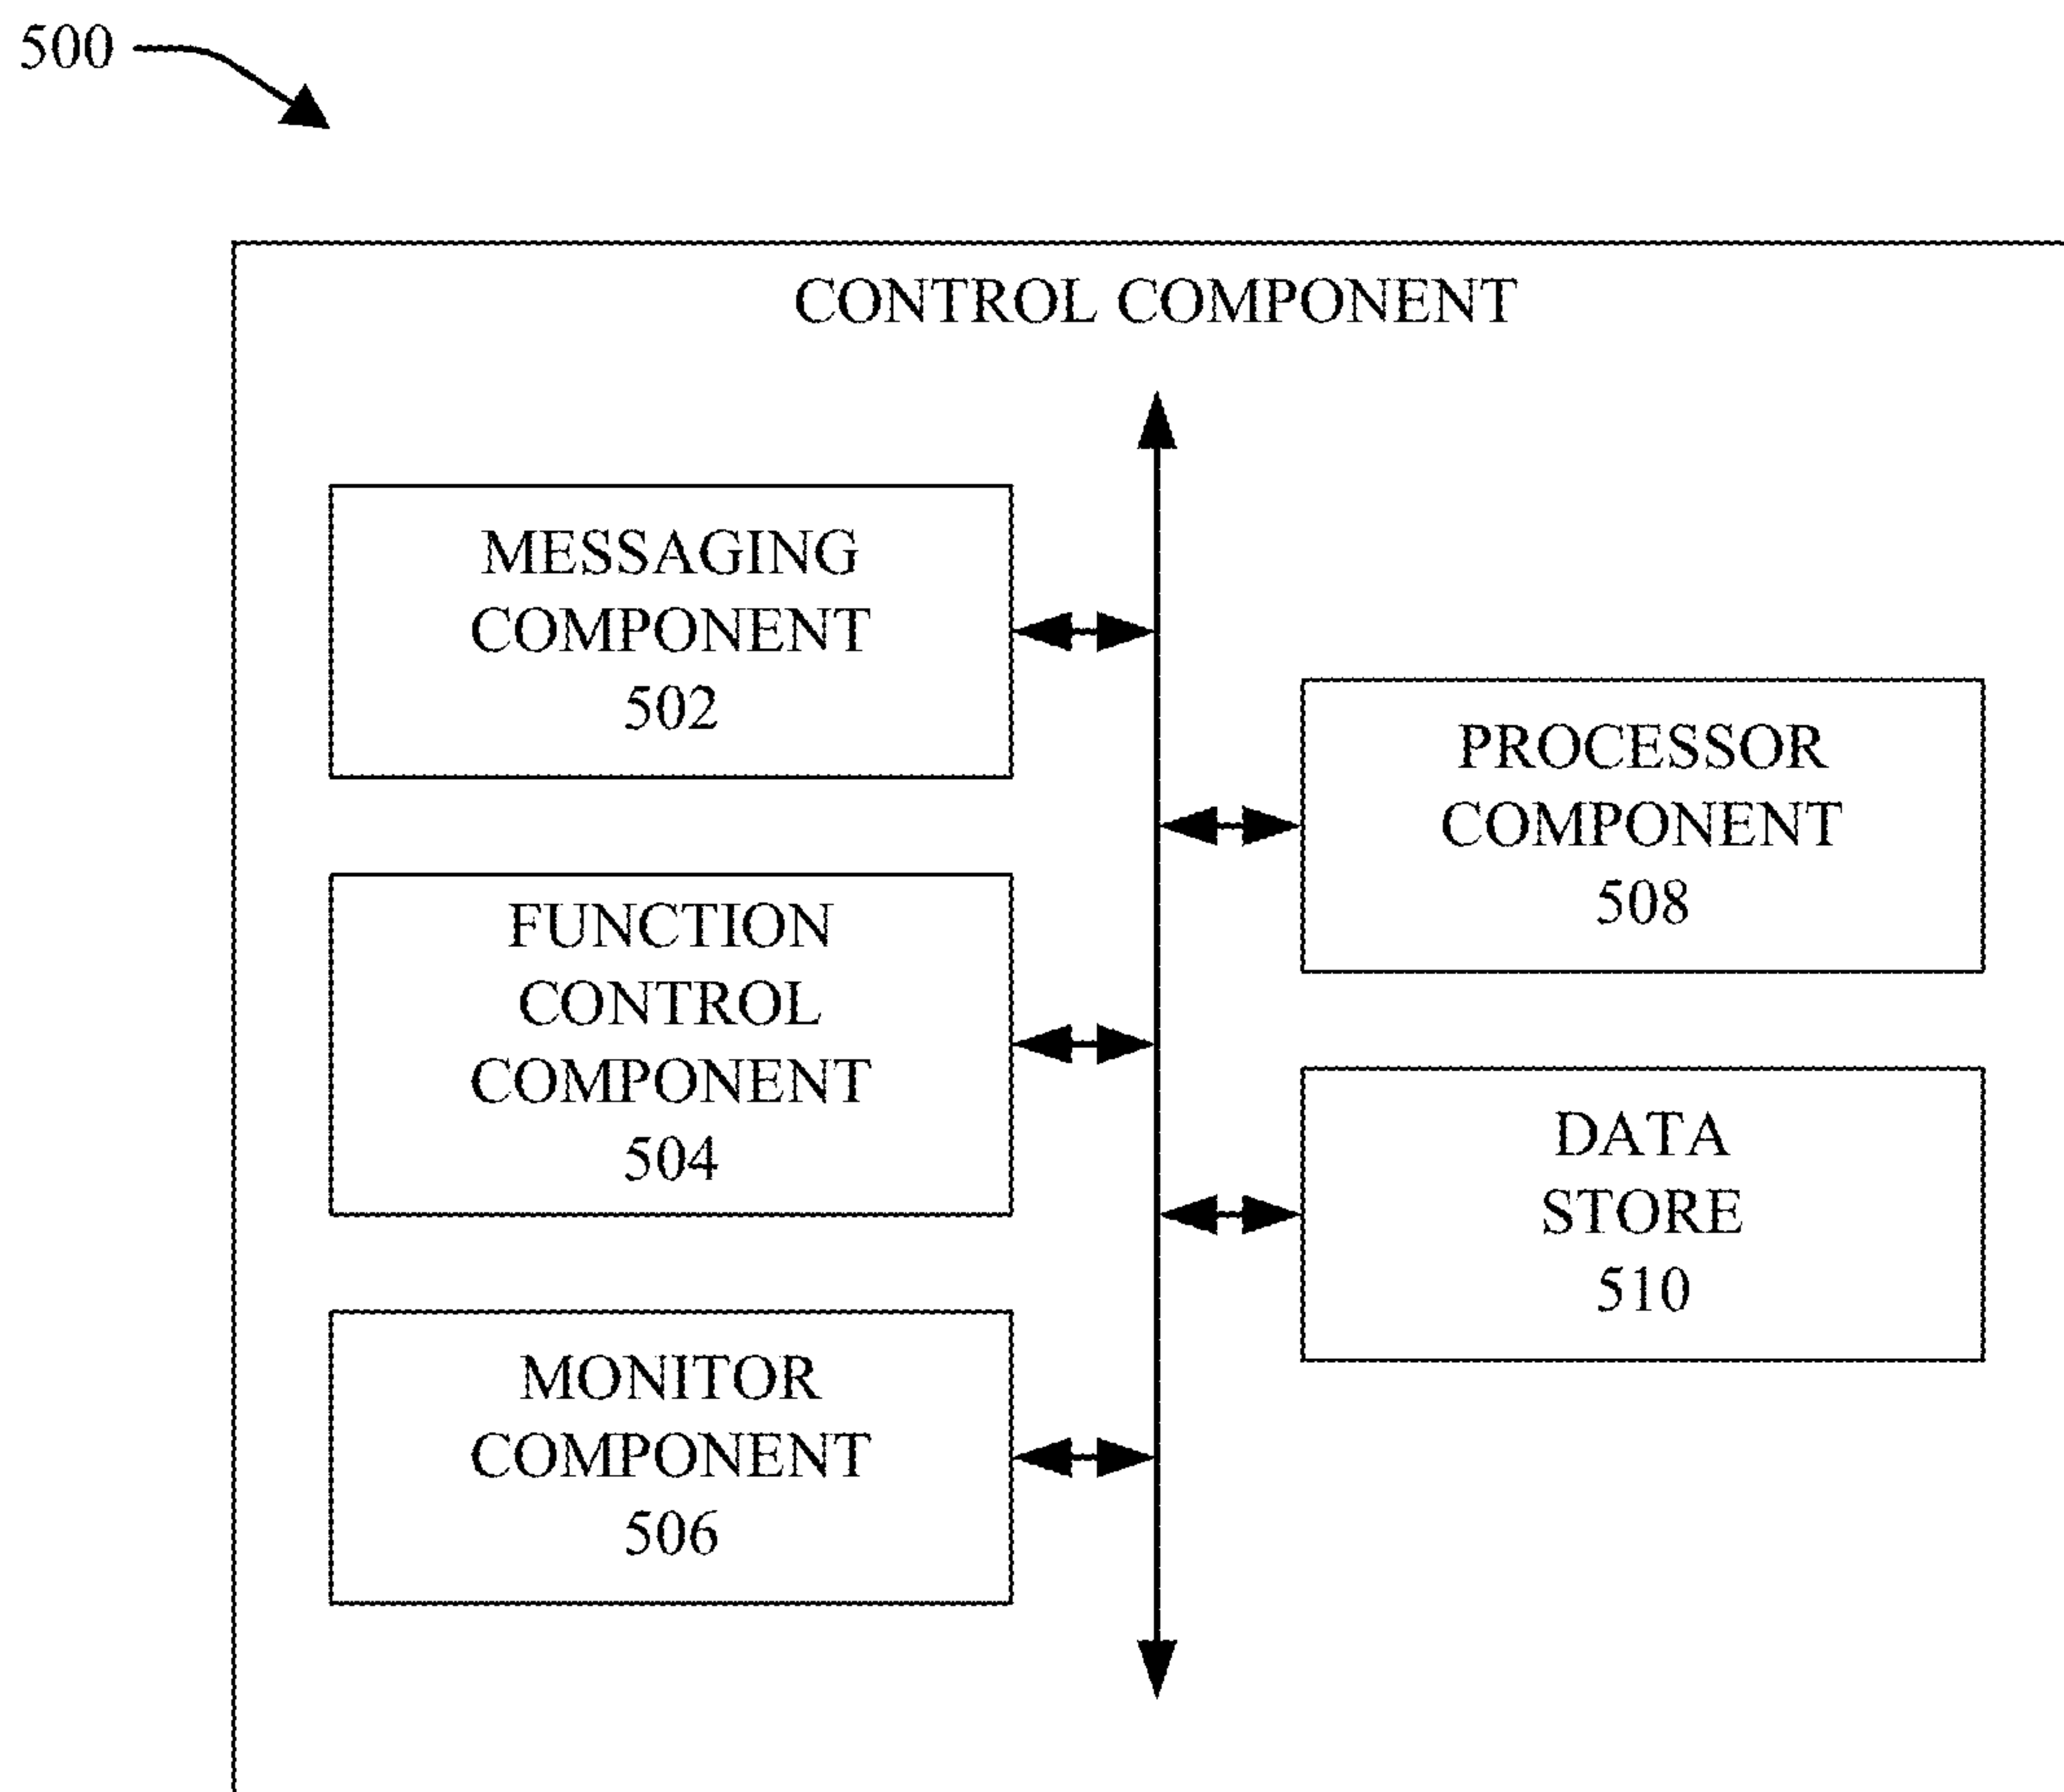 500
CONTROL COMPONENT
MESSAGING
COMPONENT
502
FUNCTION
CONTROL
COMPONENT
504
MONITOR
COMPONENT
506
PROCESSOR
COMPONENT
508
DATA
STORE
510